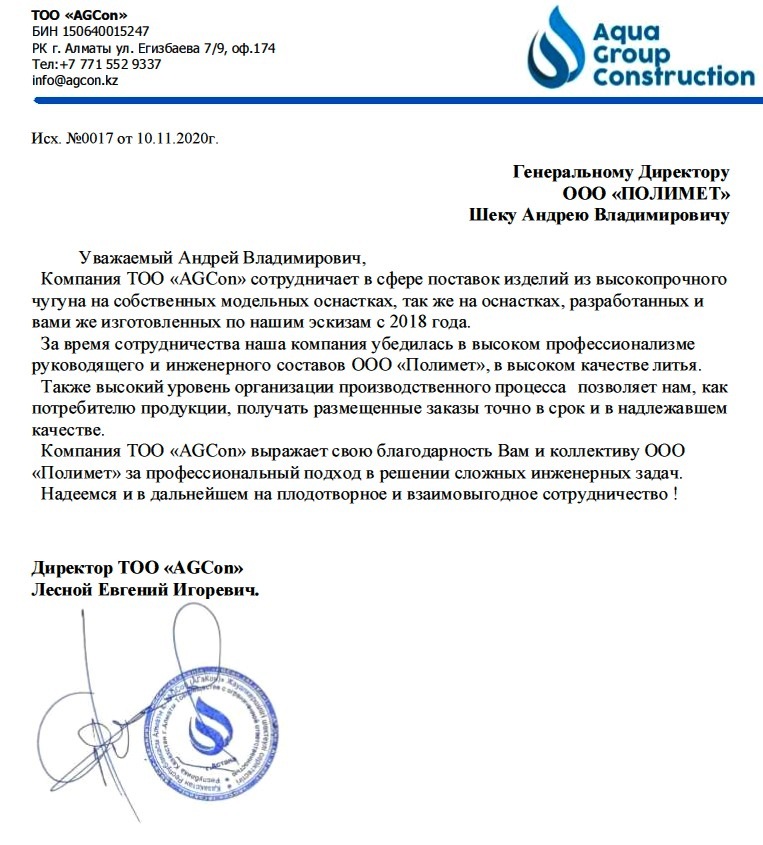 ТОО «AGCon»
БИН 150640015247
РК г. Алматы ул. Егизбаева 7/9, оф.174
Тел:+7 771 552 9337
info@agcon.kz
Aqua
Group
Construction
Исх. №0017 от 10.11.2020г.
Генеральному Директору
ООО «ПОЛИМЕТ»
Шеку Андрею Владимировичу
Уважаемый Андрей Владимирович,
Компания ТОО «AGCon» сотрудничает в сфере поставок изделий из высокопрочного
чугуна на собственных модельных оснастках, так же на оснастках, разработанных и
вами же изготовленных по нашим эскизам с 2018 года.
За время сотрудничества наша компания убедилась в высоком профессионализме
руководящего и инженерного составов ООО «Полимет», в высоком качестве литья.
Также высокий уровень организации производственного процесса позволяет нам, как
потребителю продукции, получать размещенные заказы точно в срок и в надлежавшем
качестве.
Компания ТОО «AGCon» выражает свою благодарность Вам и коллективу ООО
«Полимет» за профессиональный подход в решении сложных инженерных задач.
Надеемся и в дальнейшем на плодотворное и взаимовыгодное сотрудничество !
Директор ТОО «AGCon»
Лесной Евгений Игоревич.